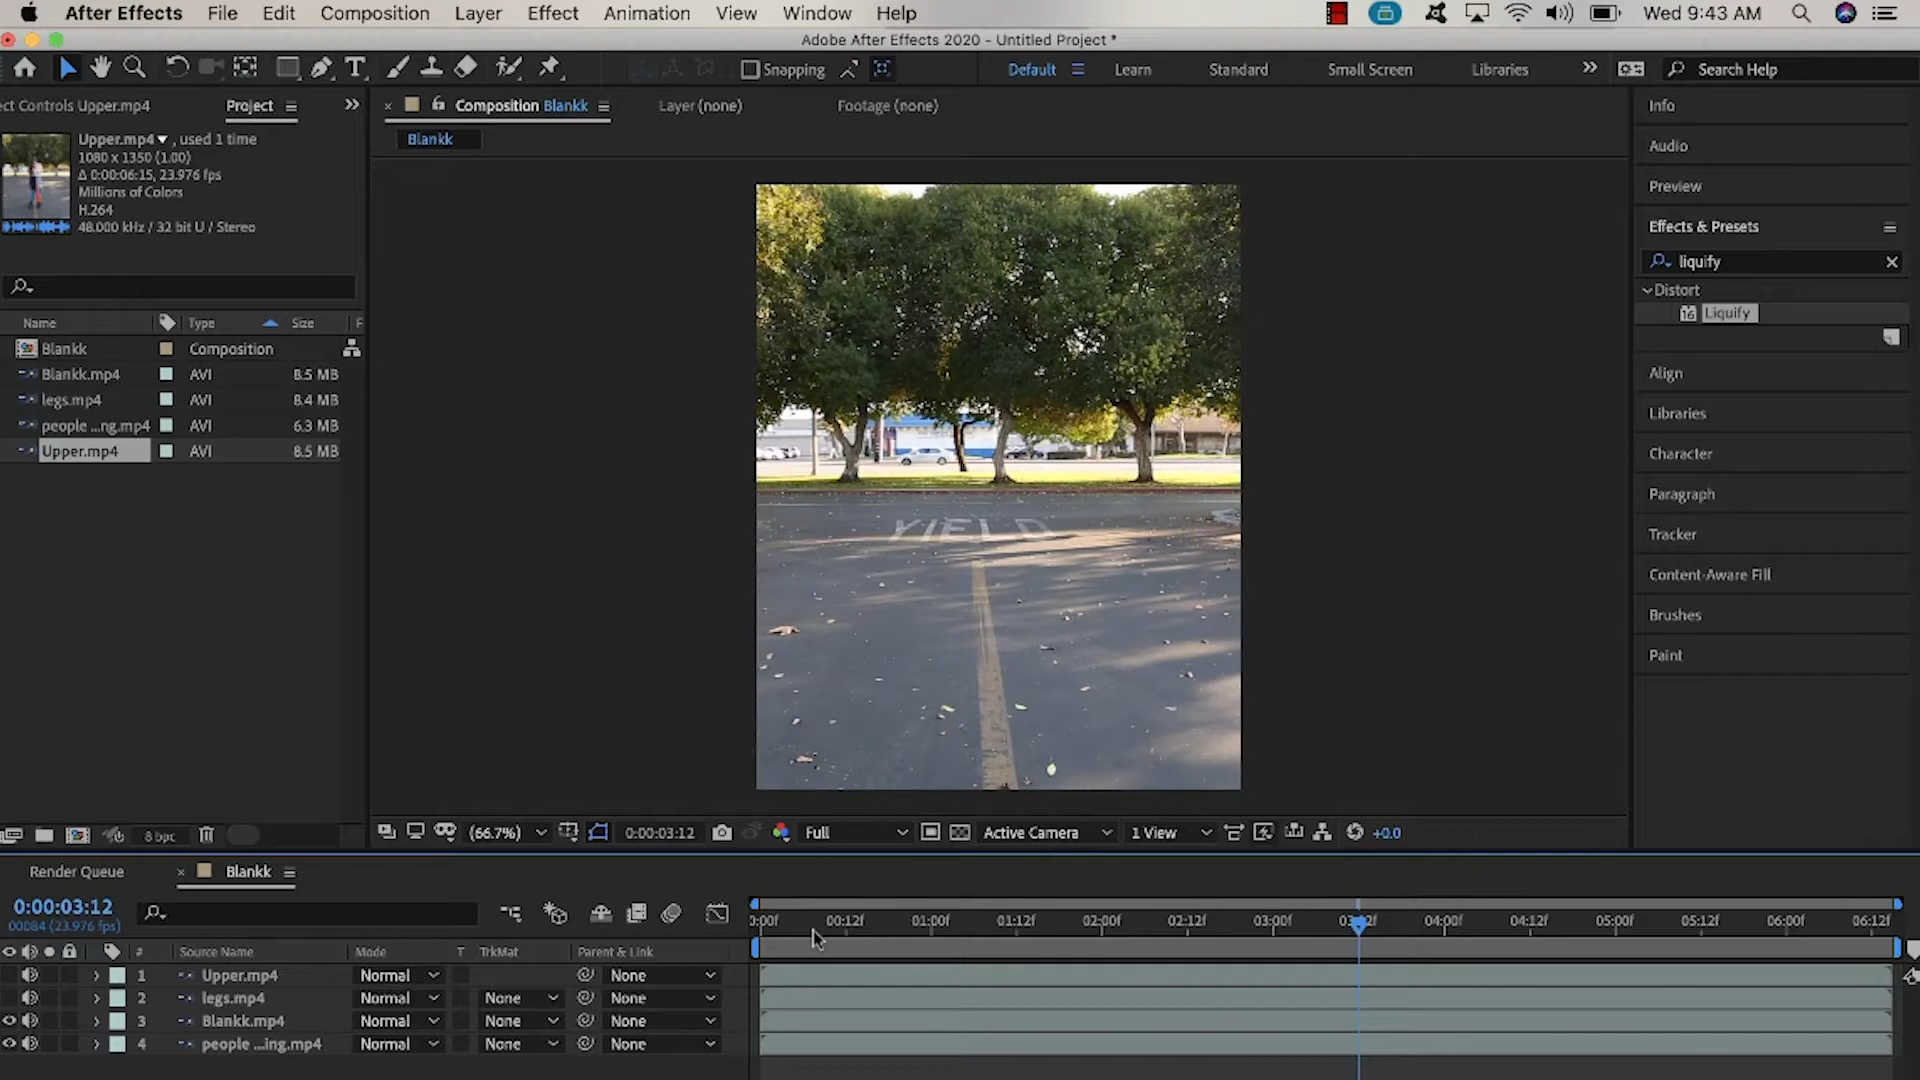 After Effects File Edit Composition Layer Effect Animation View Window Help Wed 9:43 AM
Adobe After Effects 2020 - Untitled Project *
Snapping Default Learn Standard Small Screen Libraries Search Help
ect Controls Upper.mp4 Project
Composition Blankk Layer (none) Footage (none)
Blankk
Upper.mp4 , used 1 time
1080 x 1350 (1.00)
Δ 0:00:06:15, 23.976 fps
Millions of Colors
H.264
48.000 kHz / 32 bit U / Stereo
Name Type Size F
Blankk Composition
Blankk.mp4 AVI 8.5 MB
legs.mp4 AVI 8.4 MB
people ...ng.mp4 AVI 6.3 MB
Upper.mp4 AVI 8.5 MB
8 bpc
YIELD
(66.7%) 0:00:03:12 Full Active Camera 1 View +0.0
Info
Audio
Preview
Effects & Presets
liquify
Distort
16 Liquify
Align
Libraries
Character
Paragraph
Tracker
Content-Aware Fill
Brushes
Paint
Render Queue Blankk
0:00:03:12
00084 (23.976 fps)
0:00f 00:12f 01:00f 01:12f 02:00f 02:12f 03:00f 03:12f 04:00f 04:12f 05:00f 05:12f 06:00f 06:12f
# Source Name Mode T TrkMat Parent & Link
1 Upper.mp4 Normal None
2 legs.mp4 Normal None None
3 Blankk.mp4 Normal None None
4 people ...ing.mp4 Normal None None